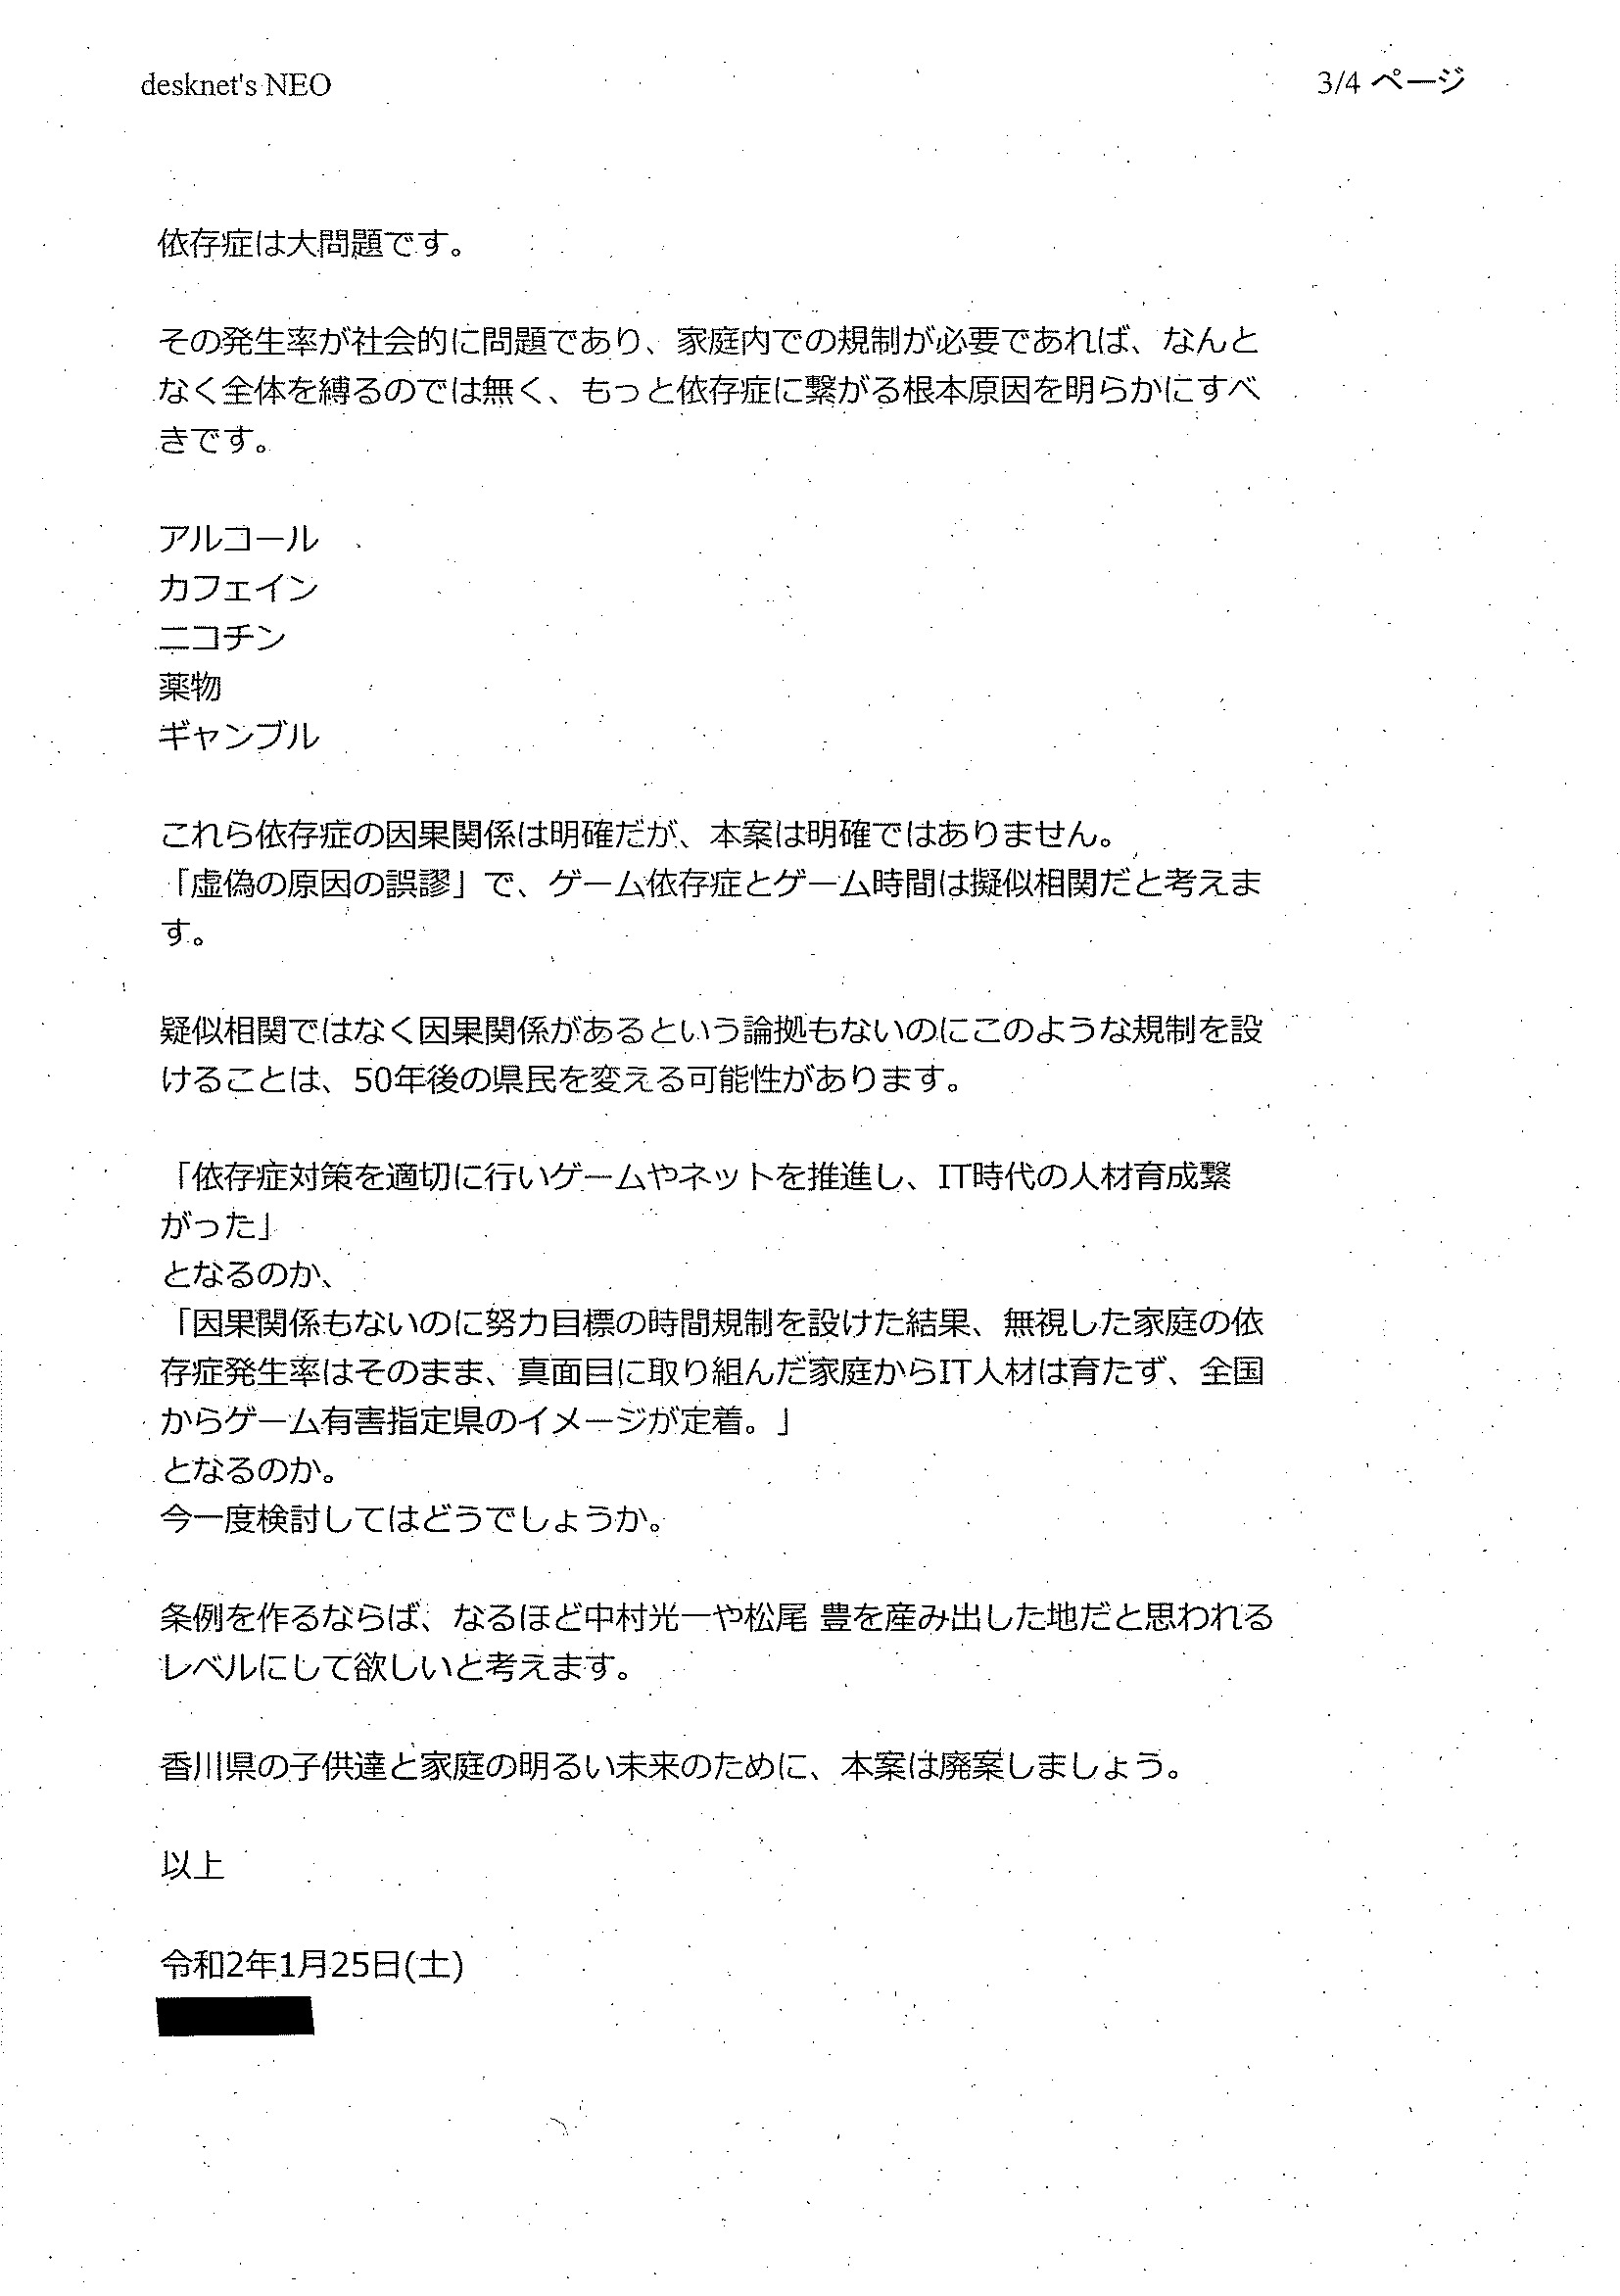 desknet's NEO
3/4 ページ
依存症は大問題です。
その発生率が社会的に問題であり、家庭内での規制が必要であれば、なんと
なく全体を縛るのでは無く、もっと依存症に繋がる根本原因を明らかにすべ
きです。
アルコール
カフェイン
ニコチン
薬物
ギャンブル
これら依存症の因果関係は明確だが、本案は明確ではありません。
「虚偽の原因の誤謬」で、ゲーム依存症とゲーム時間は擬似相関だと考えま
す。
疑似相関ではなく因果関係があるという論拠もないのにこのような規制を設
けることは、50年後の県民を変える可能性があります。
「依存症対策を適切に行いゲームやネットを推進し、IT時代の人材育成繋
がった」
となるのか、
「因果関係もないのに努力目標の時間規制を設けた結果、無視した家庭の依
存症発生率はそのまま、真面目に取り組んだ家庭からIT人材は育たず、全国
からゲーム有害指定県のイメージが定着。」
となるのか。
今一度検討してはどうでしょうか。
条例を作るならば、なるほど中村光一や松尾 豊を産み出した地だと思われる
レベルにして欲しいと考えます。
香川県の子供達と家庭の明るい未来のために、本案は廃案しましょう。
以上
令和2年1月25日(土)